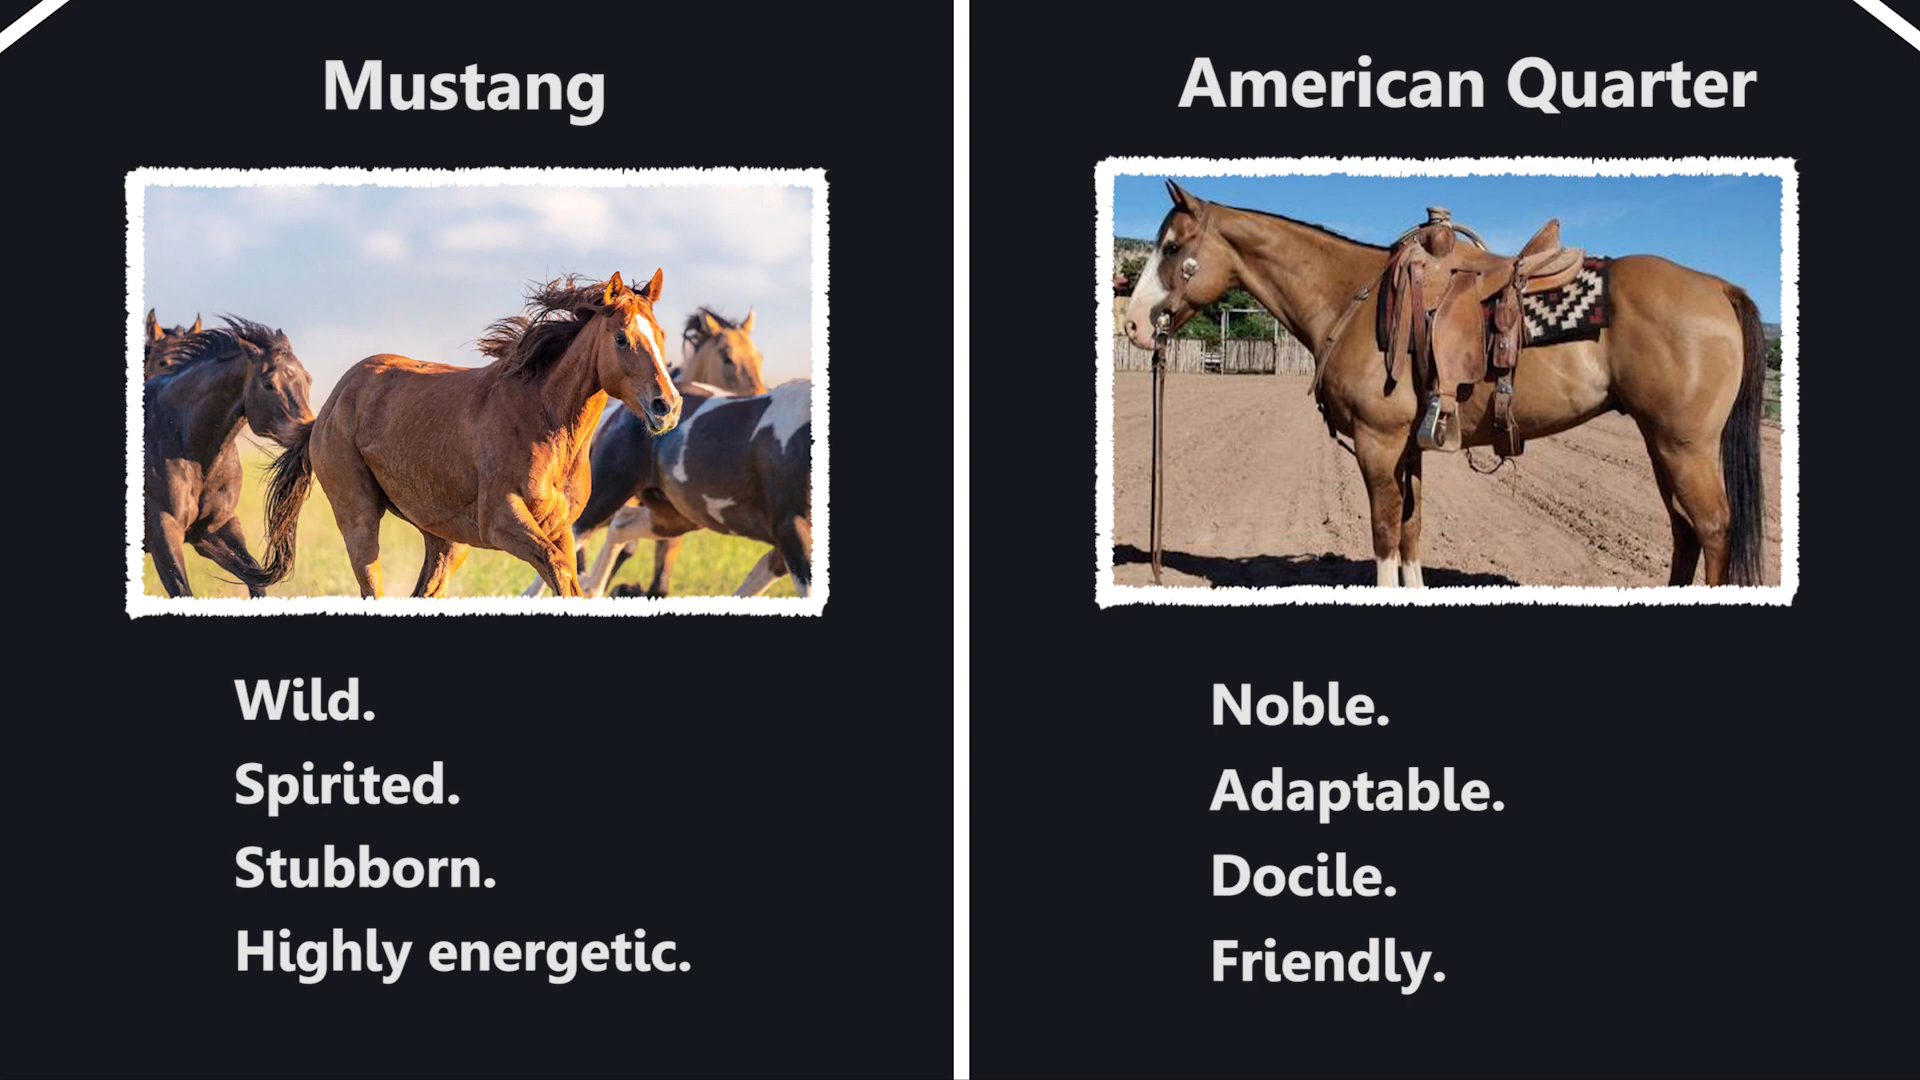 Mustang
Wild.
Spirited.
Stubborn.
Highly energetic.
American Quarter
Noble.
Adaptable.
Docile.
Friendly.